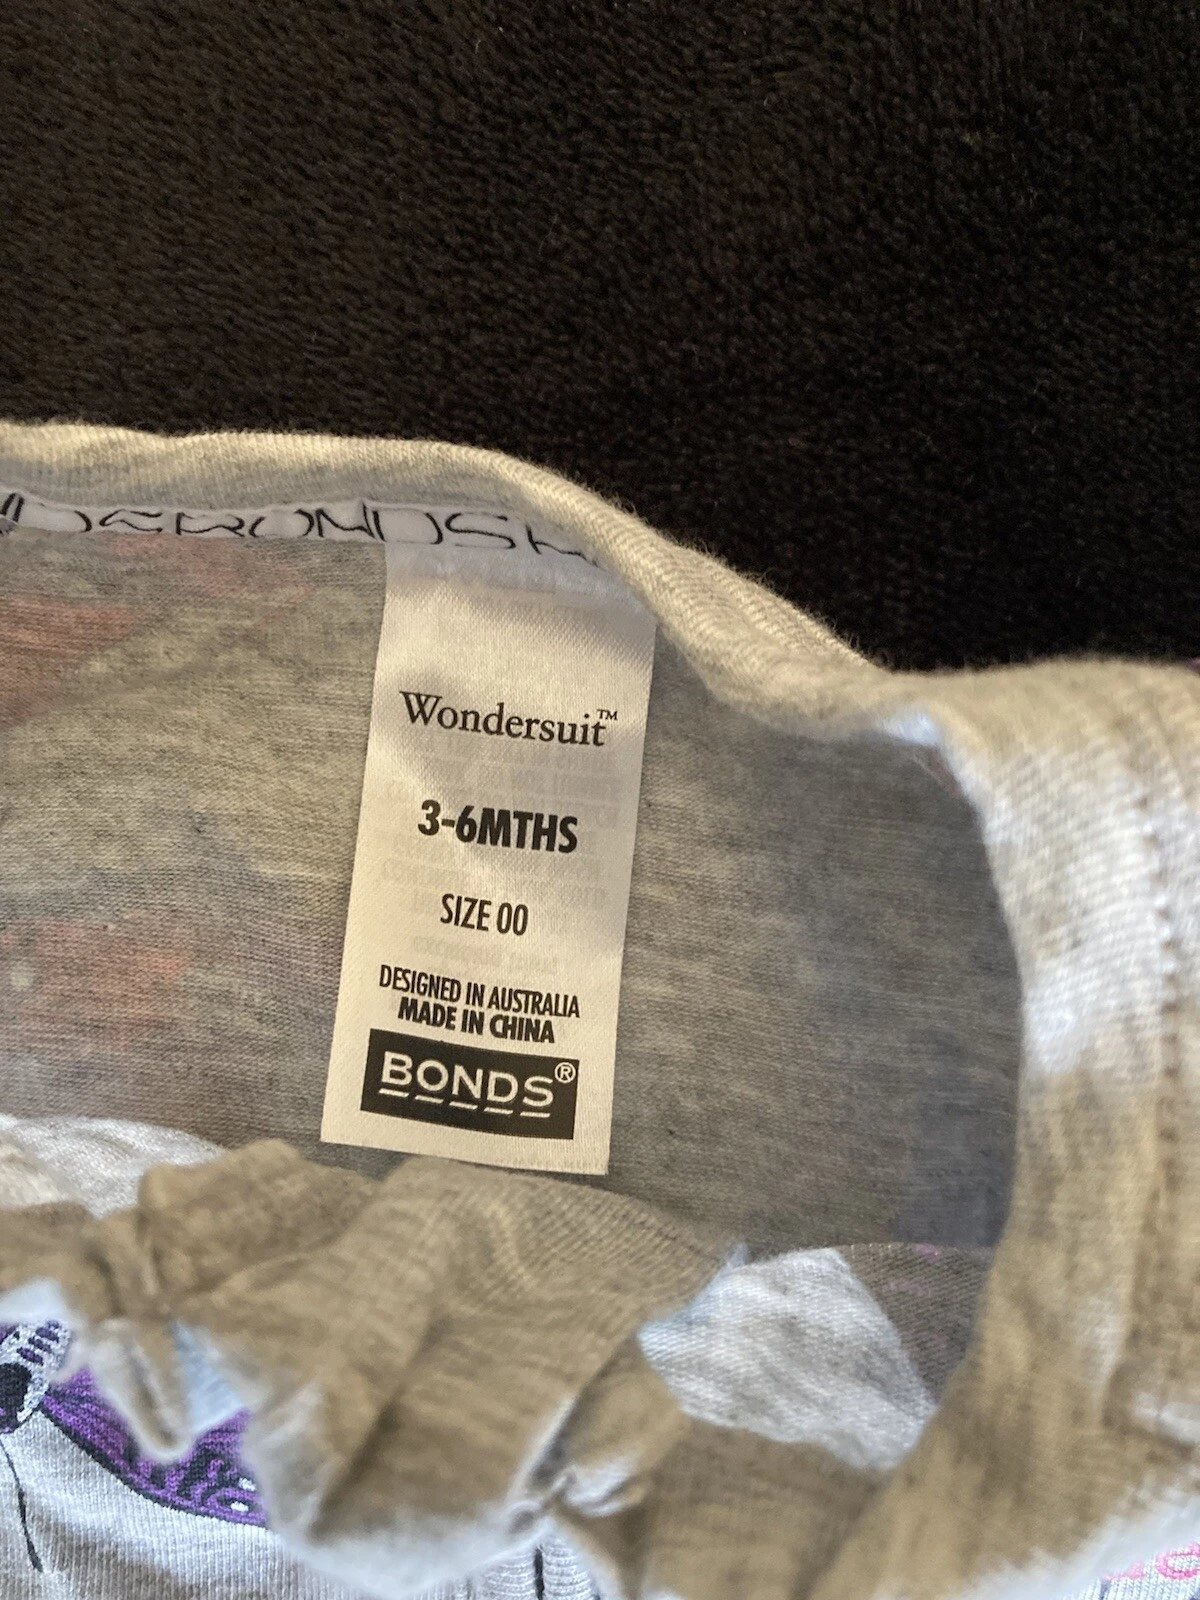 Wondersuit™
3-6MTHS
SIZE 00
DESIGNED IN AUSTRALIA
MADE IN CHINA
BONDS®